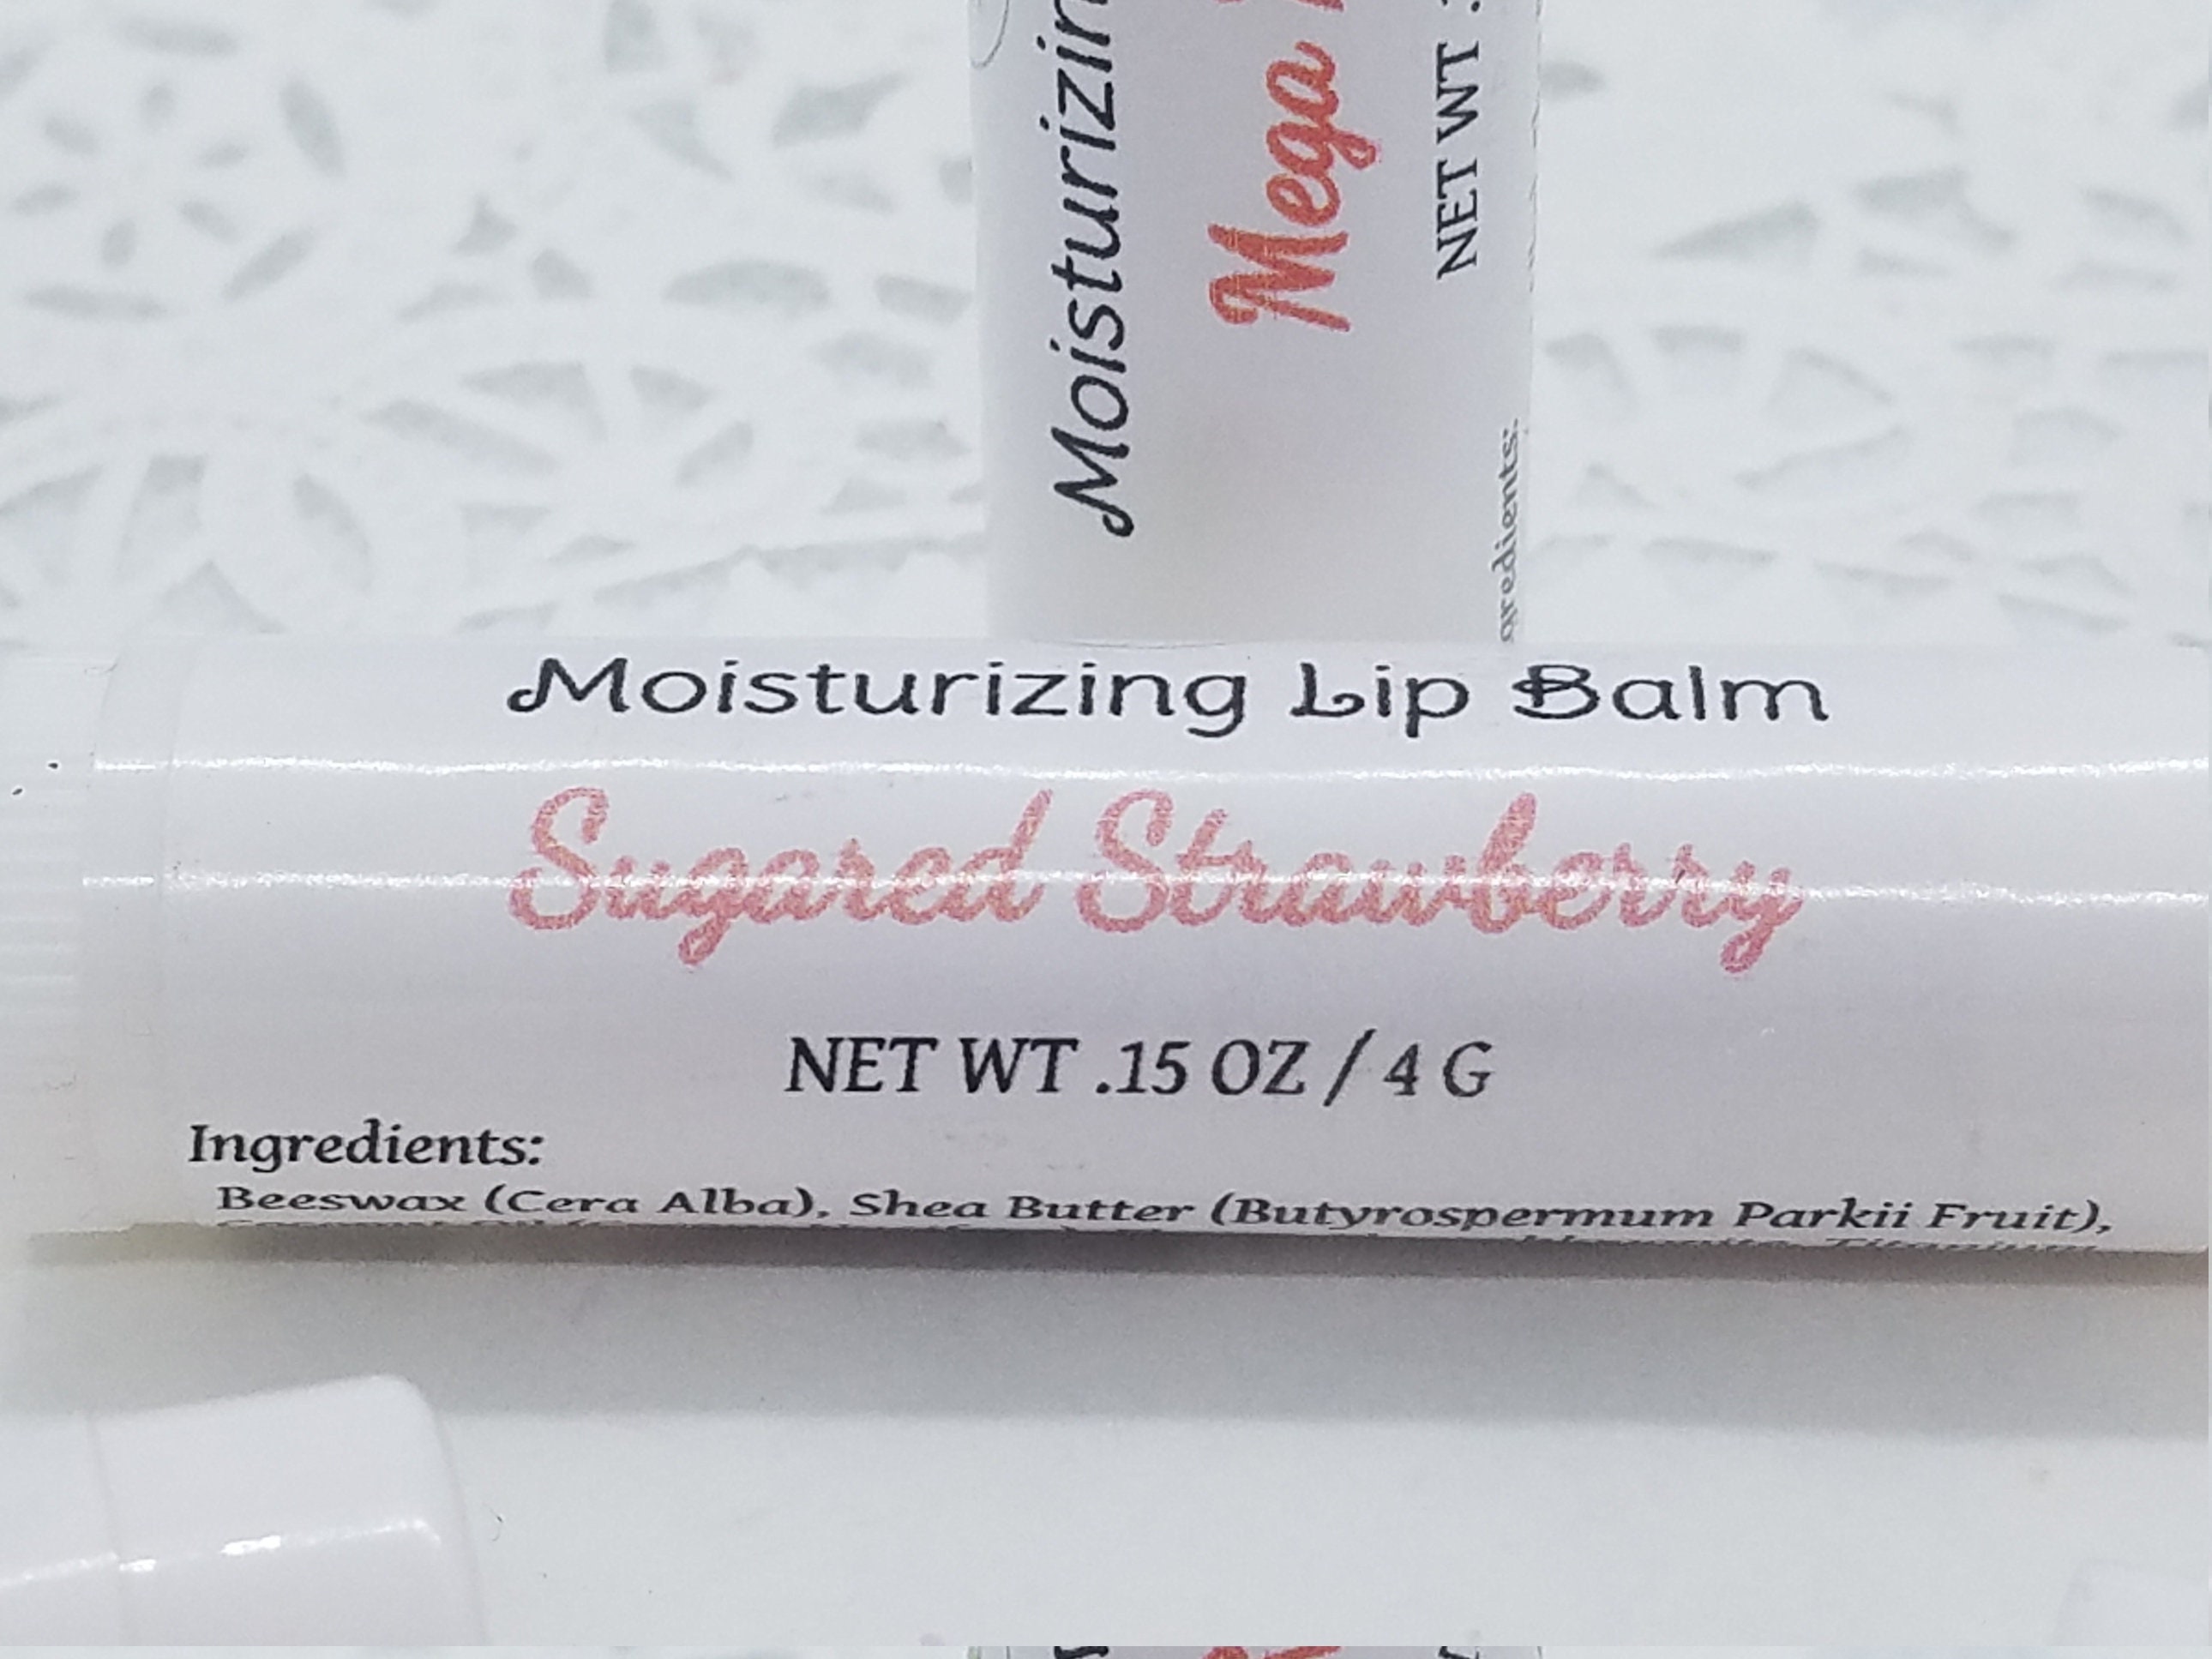 Moisturizin
Mega
NET WT
gredients:
Moisturizing Lip Balm
Sugared Strawberry
NET WT .15 OZ / 4 G
Ingredients:
Beeswax (Cera Alba), Shea Butter (Butyrospermum Parkii Fruit),